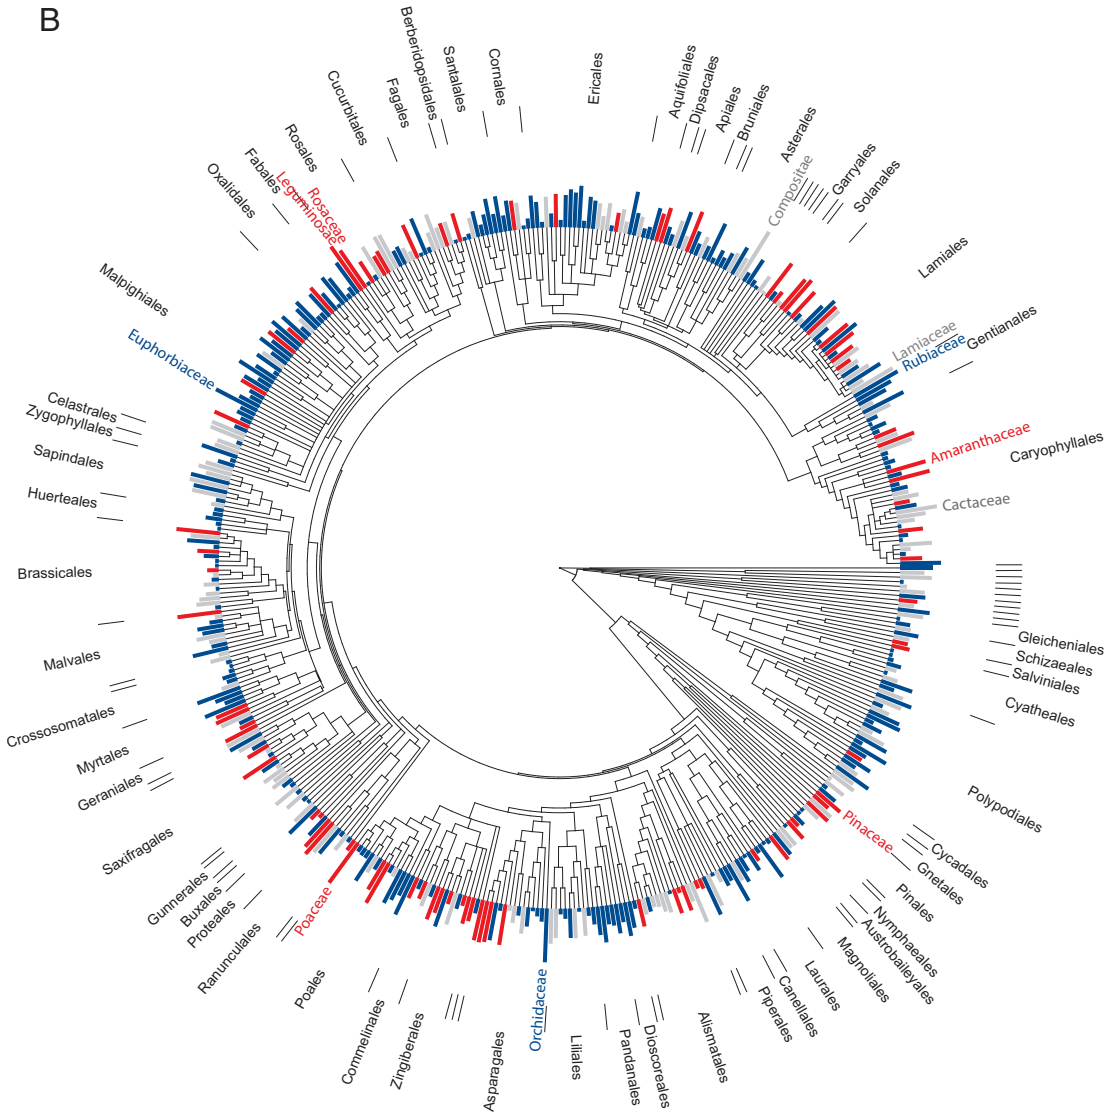 B
Berberidopsidales
Santalales
Cornales
Ericales
Aquifoliales
Dipsacales
Apiales
Bruniales
Asterales
Compositae
Garryales
Solanales
Lamiales
Lamiaceae
Rubiaceae
Gentianales
Amaranthaceae
Caryophyllales
Cactaceae
Gleicheniales
Schizaeales
Salviniales
Cyatheales
Polypodiales
Cycadales
Gnetales
Pinaceae
Pinales
Nymphaeales
Austrobaileyales
Magnoliales
Laurales
Canellales
Piperales
Alismatales
Dioscoreales
Pandanales
Liliales
Orchidaceae
Asparagales
Zingiberales
Commelinales
Poales
Poaceae
Ranunculales
Proteales
Buxales
Gunnerales
Saxifragales
Geraniales
Myrtales
Crossosomatales
Malvales
Brassicales
Huerteales
Sapindales
Zygophyllales
Celastrales
Euphorbiaceae
Malpighiales
Oxalidales
Fabales
Leguminosae
Rosaceae
Rosales
Cucurbitales
Fagales